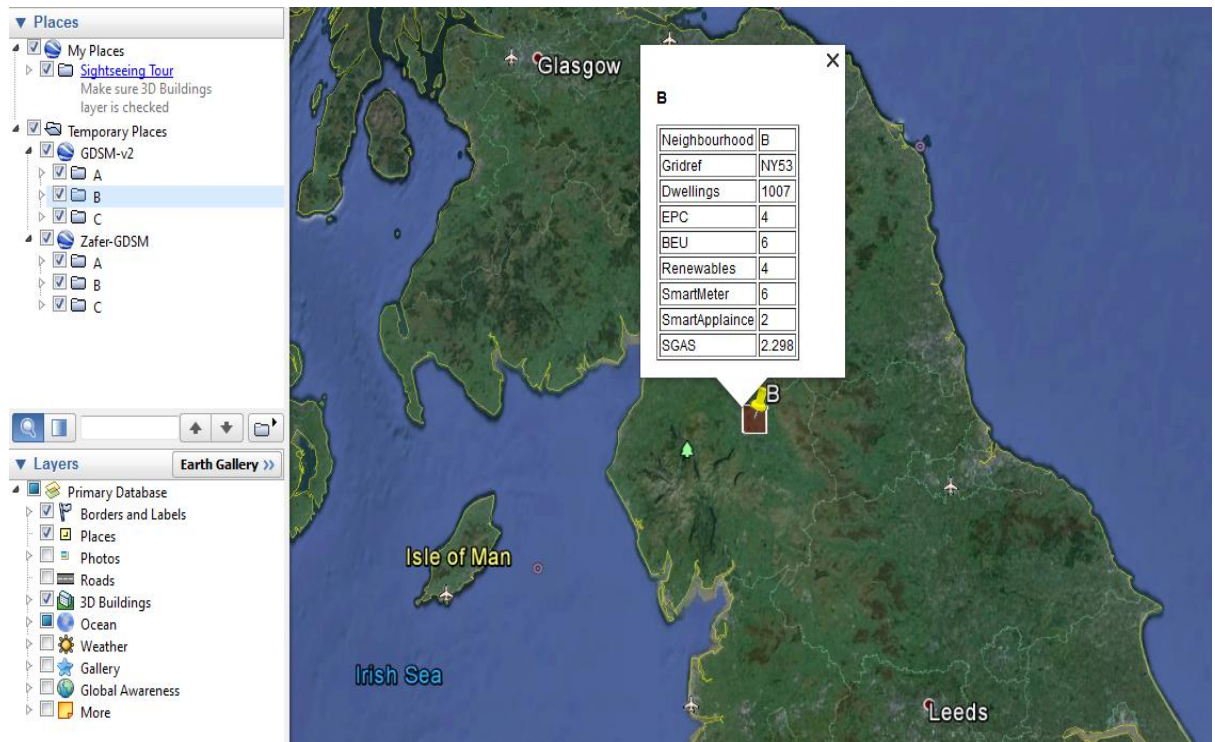 Places
My Places
Sightseeing Tour
Make sure 3D Buildings
layer is checked
Temporary Places
GDSM-v2
A
B
C
Zafer-GDSM
A
B
C
Layers
Earth Gallery >>
Primary Database
Borders and Labels
Places
Photos
Roads
3D Buildings
Ocean
Weather
Gallery
Global Awareness
More
Glasgow
B
Neighbourhood B
Gridref NY53
Dwellings 1007
EPC 4
BEU 6
Renewables 4
SmartMeter 6
SmartApplaince 2
SGAS 2.298
B
Isle of Man
Irish Sea
Leeds